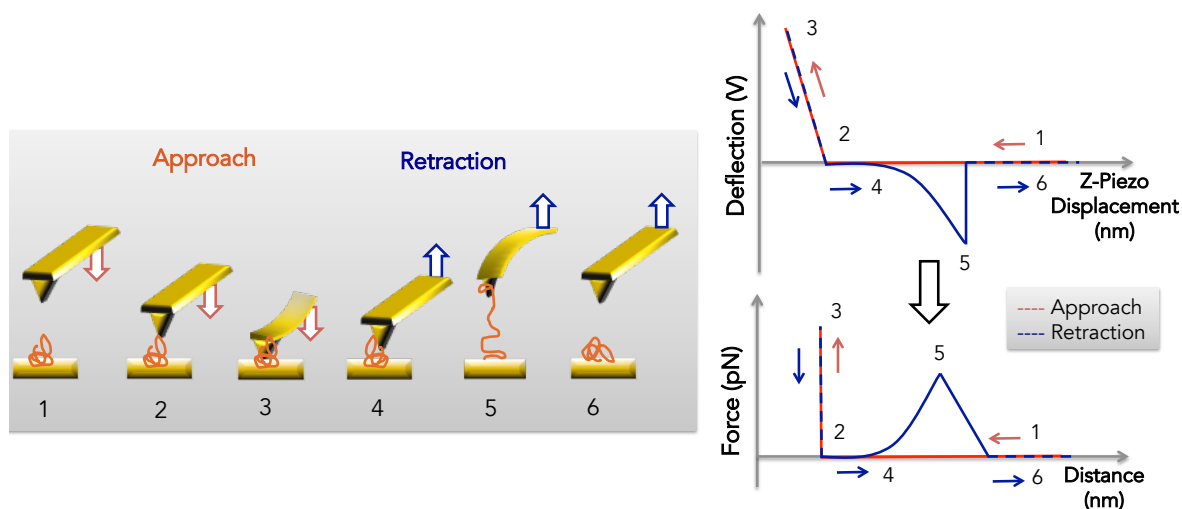 Approach
Retraction
1
2
3
4
5
6
Deflection (V)
3
2
1
4
6
5
Z-Piezo
Displacement
(nm)
Force (pN)
3
5
2
1
4
6
Distance
(nm)
Approach
Retraction